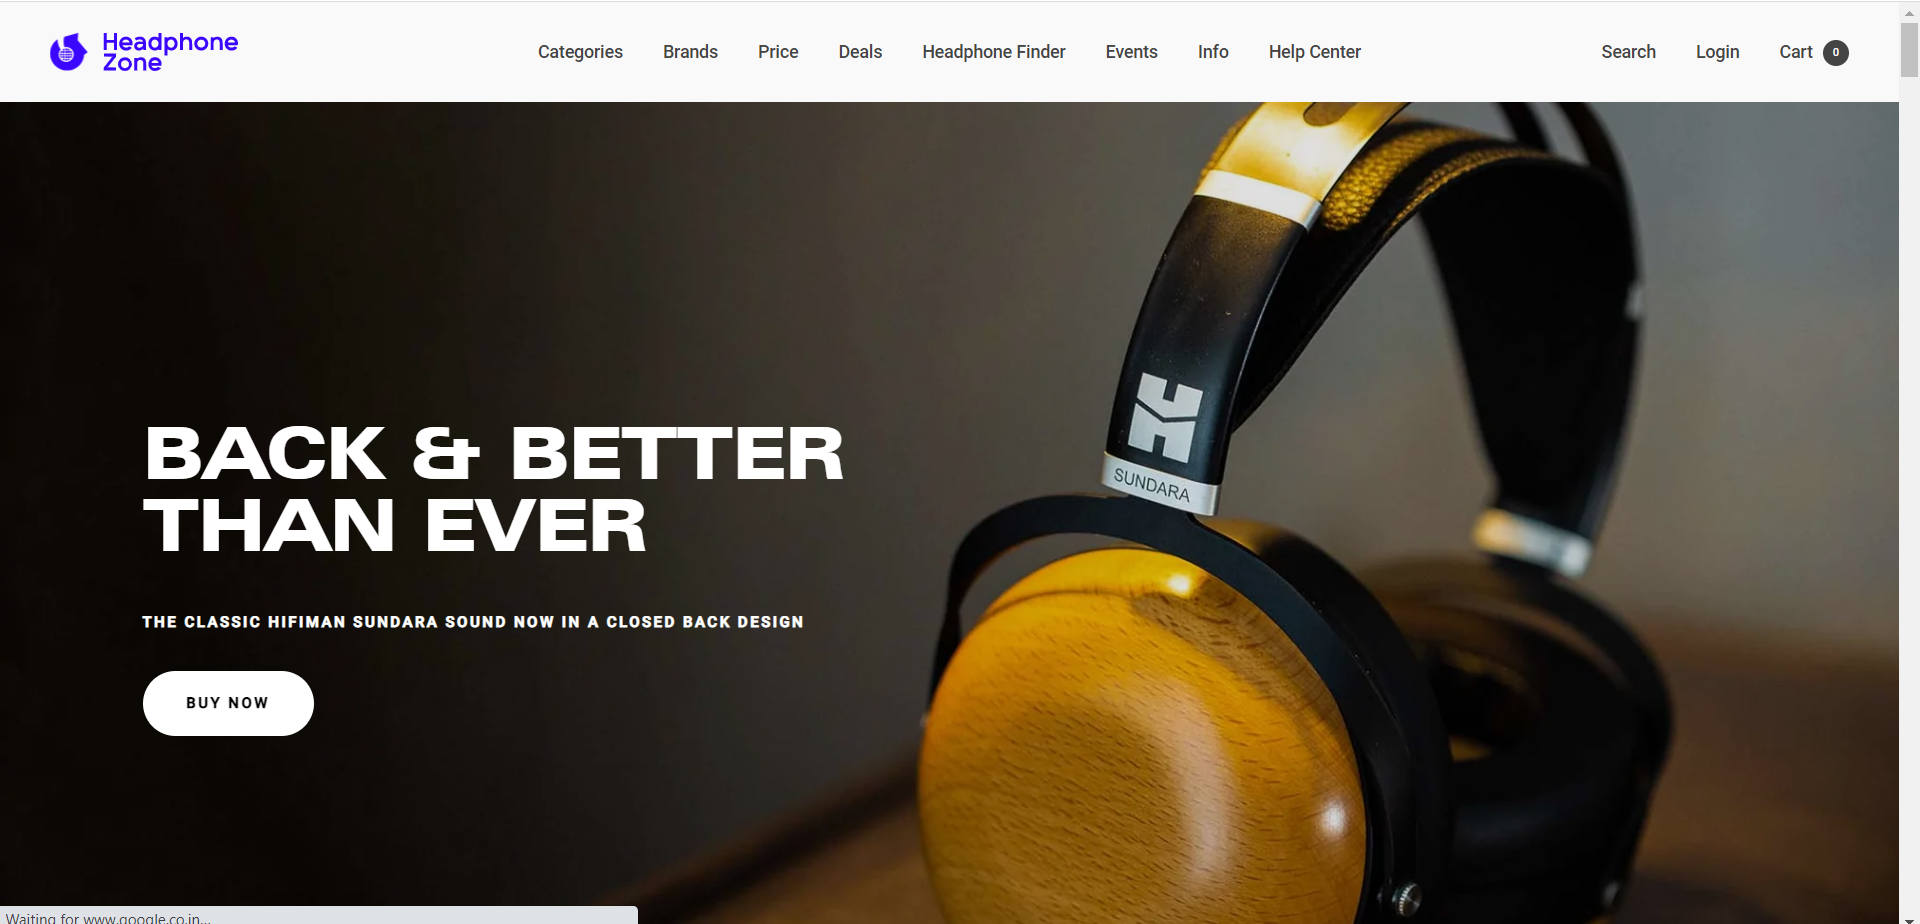 Headphone
Zone
Categories Brands Price Deals Headphone Finder Events Info Help Center Search Login Cart 0
SUNDARA
BACK & BETTER
THAN EVER
THE CLASSIC HIFIMAN SUNDARA SOUND NOW IN A CLOSED BACK DESIGN
BUY NOW
Waiting for www.google.co.in...